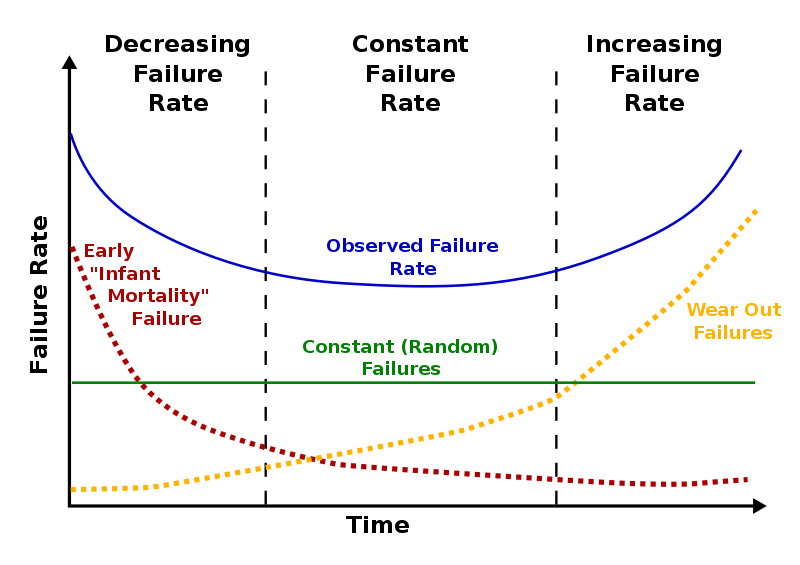 Decreasing
Failure
Rate
Constant
Failure
Rate
Increasing
Failure
Rate
Observed Failure
Rate
Early
"Infant
Mortality"
Failure
Wear Out
Failures
Constant (Random)
Failures
Failure Rate
Time